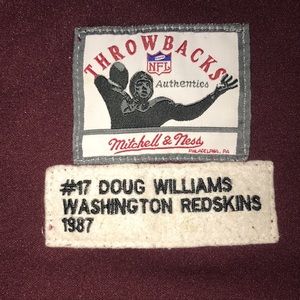 THROWBACKS
NFL
Authentics
Mitchell & Ness
PHILADELPHIA, PA
#17 DOUG WILLIAMS
WASHINGTON REDSKINS
1987